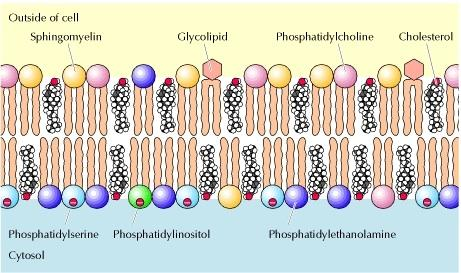 Outside of cell
Sphingomyelin Glycolipid Phosphatidylcholine Cholesterol
Phosphatidylserine Phosphatidylinositol Phosphatidylethanolamine
Cytosol